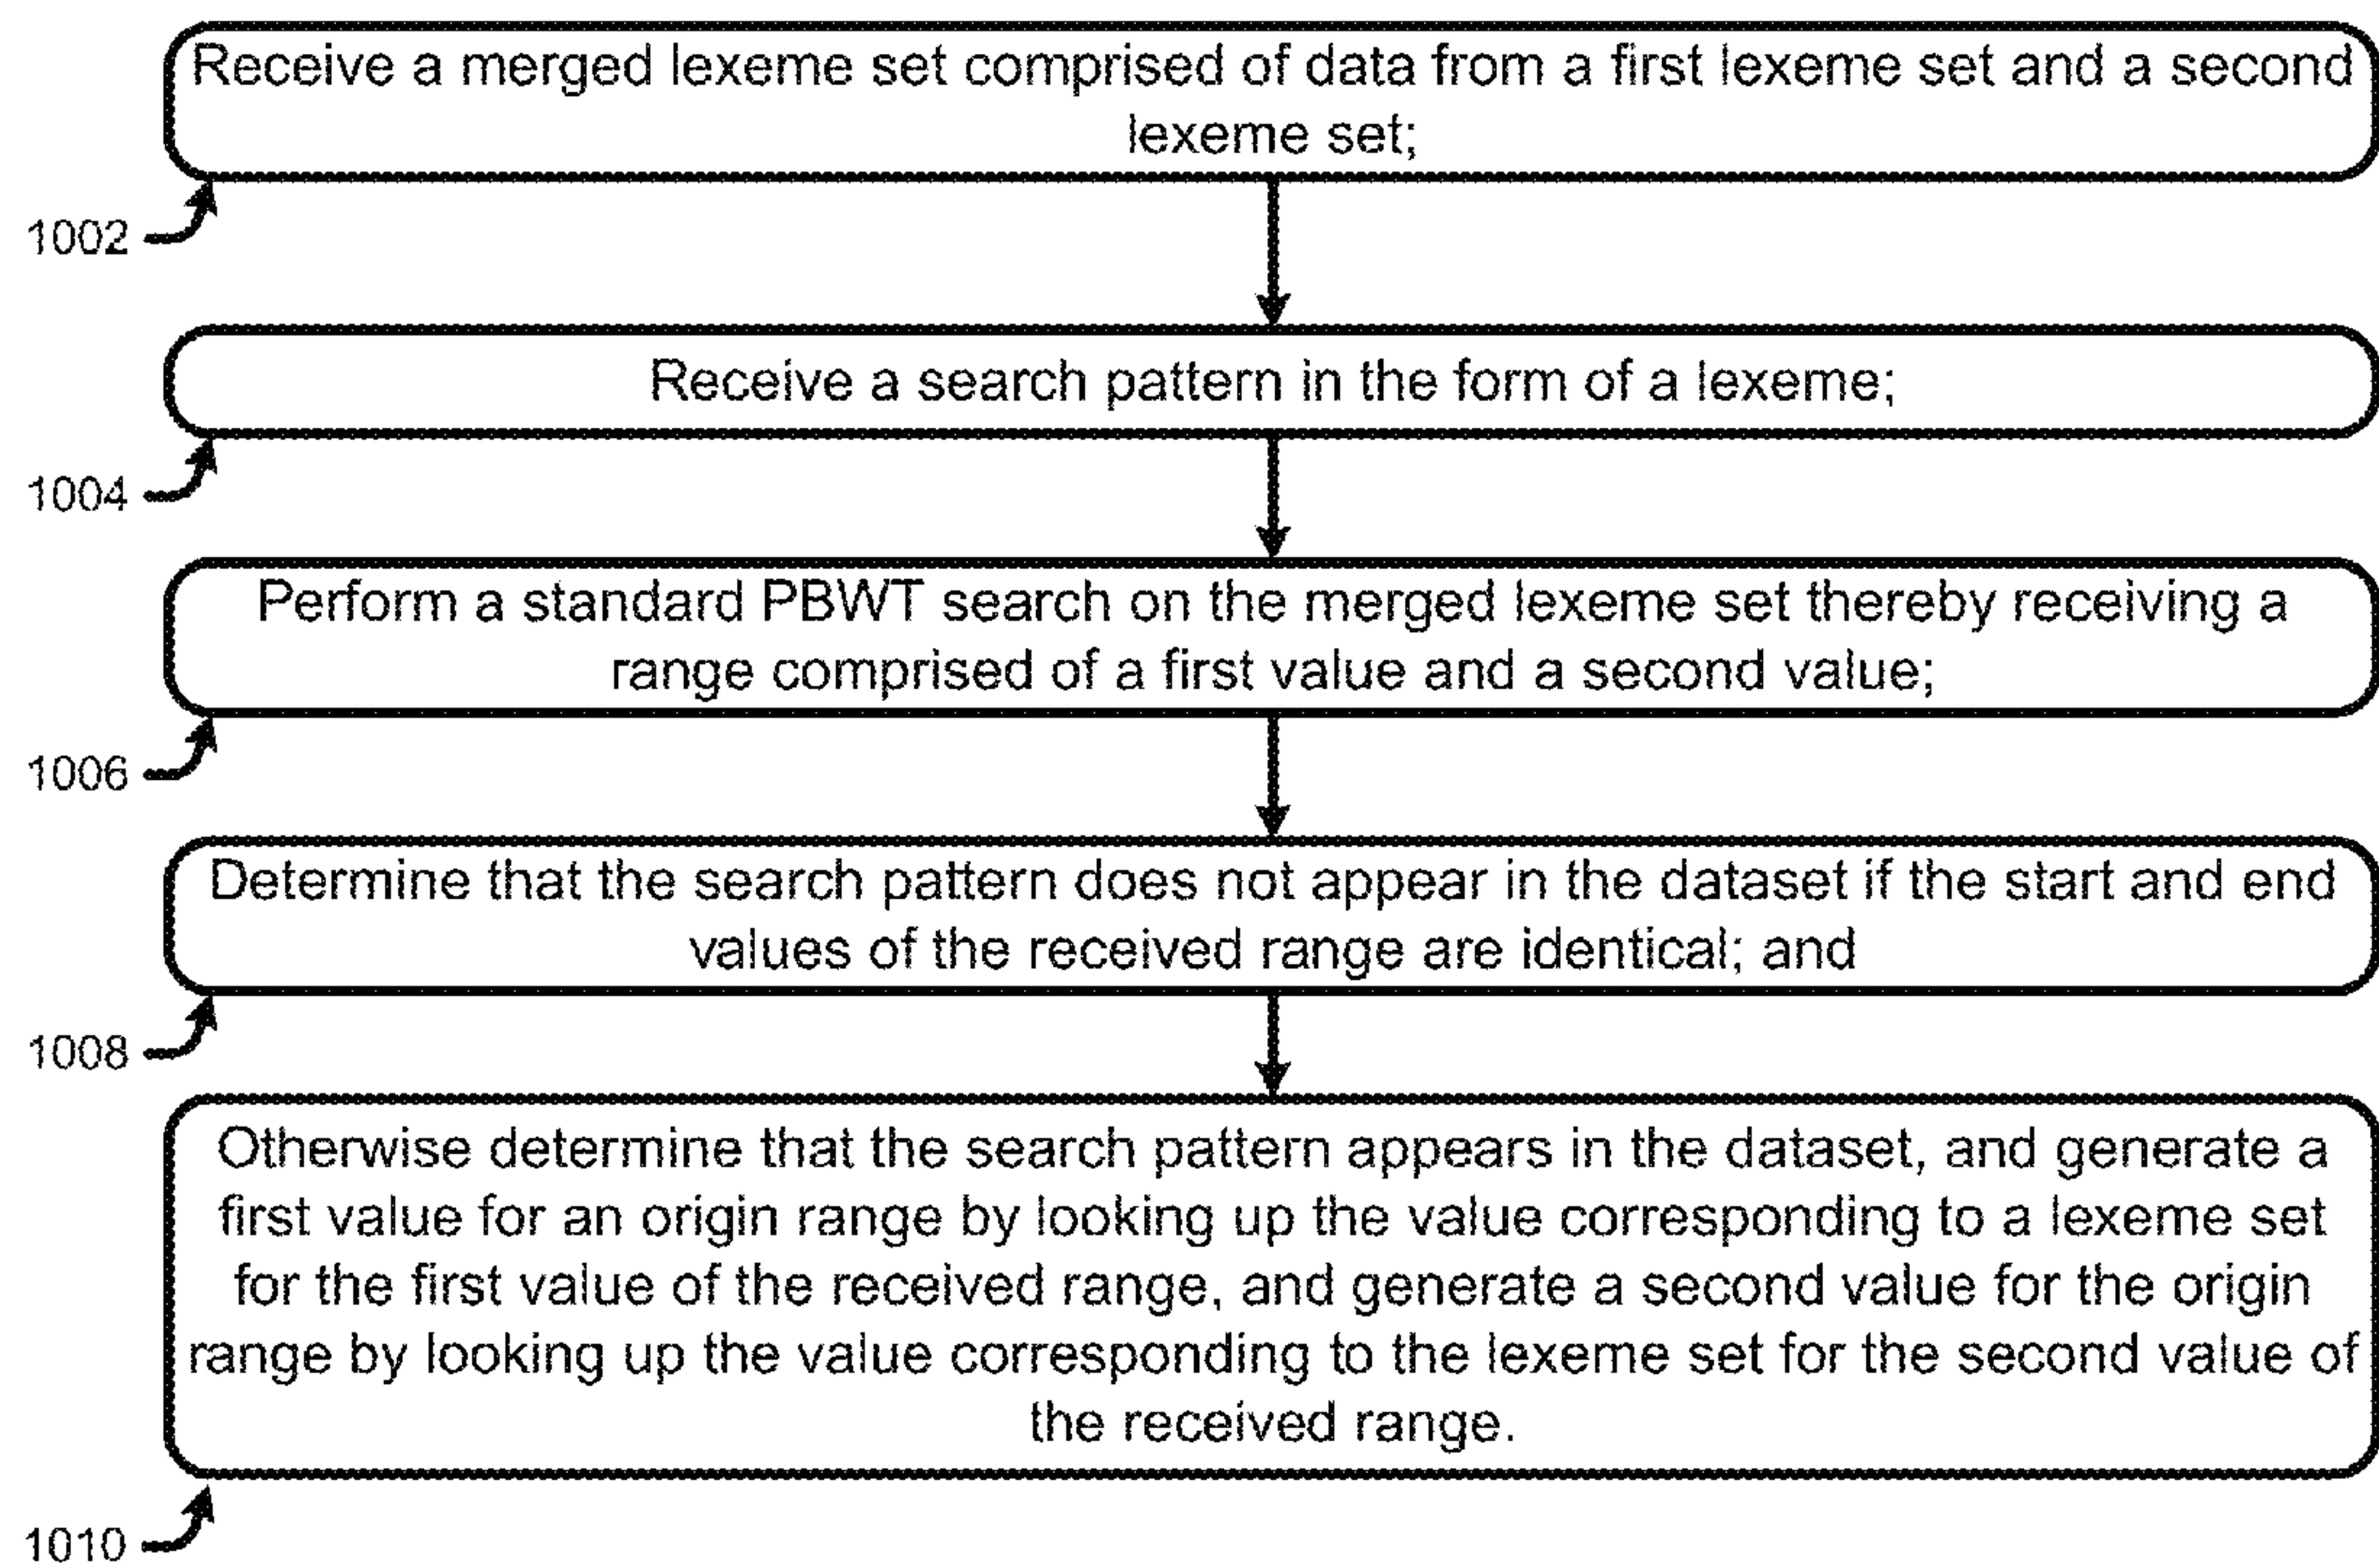 Receive a merged lexeme set comprised of data from a first lexeme set and a second
lexeme set;
1002
Receive a search pattern in the form of a lexeme;
1004
Perform a standard PBWT search on the merged lexeme set thereby receiving a
range comprised of a first value and a second value;
1006
Determine that the search pattern does not appear in the dataset if the start and end
values of the received range are identical; and
1008
Otherwise determine that the search pattern appears in the dataset, and generate a
first value for an origin range by looking up the value corresponding to a lexeme set
for the first value of the received range, and generate a second value for the origin
range by looking up the value corresponding to the lexeme set for the second value of
the received range.
1010